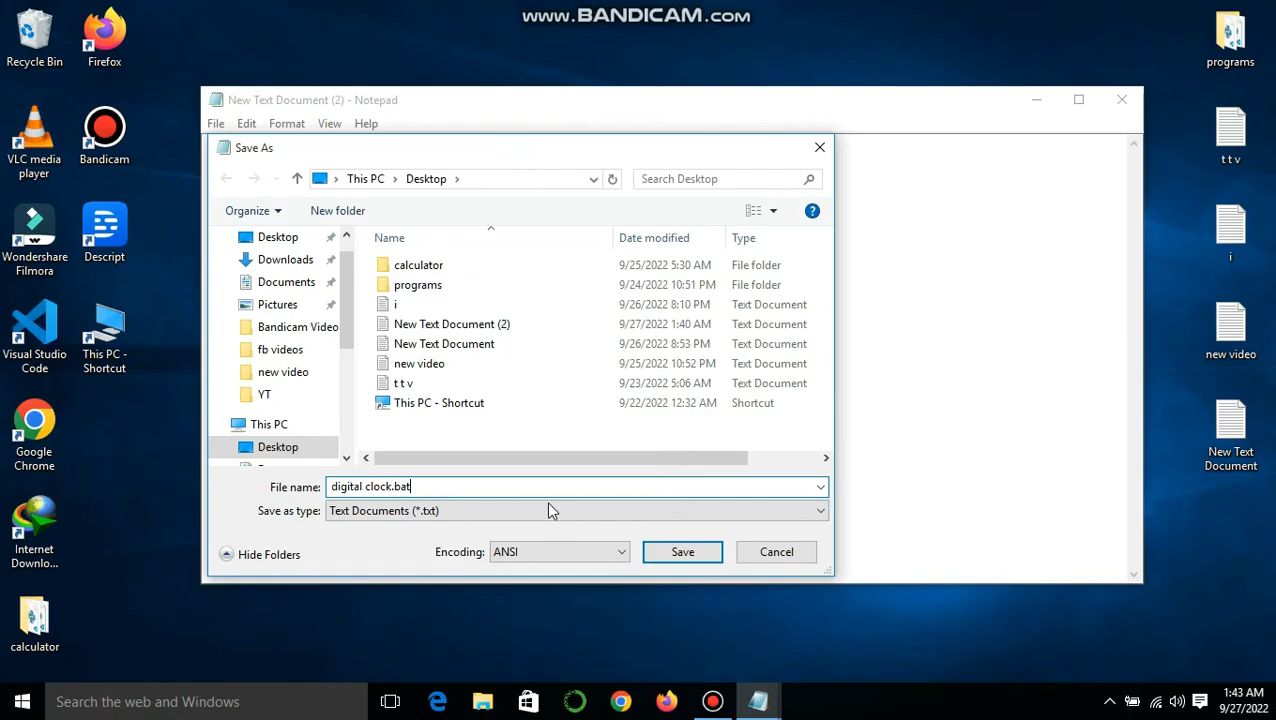 www.BANDICAM.com
Recycle Bin
Firefox
programs
New Text Document (2) - Notepad
File Edit Format View Help
VLC media
player
Bandicam
t t v
Save As
This PC > Desktop >
Search Desktop
Organize
New folder
Name
Date modified
Type
Desktop
Downloads
Documents
Pictures
Bandicam Video
fb videos
new video
YT
This PC
Desktop
calculator 9/25/2022 5:30 AM File folder
programs 9/24/2022 10:51 PM File folder
i 9/26/2022 8:10 PM Text Document
New Text Document (2) 9/27/2022 1:40 AM Text Document
New Text Document 9/26/2022 8:53 PM Text Document
new video 9/25/2022 10:52 PM Text Document
t t v 9/23/2022 5:06 AM Text Document
This PC - Shortcut 9/22/2022 12:32 AM Shortcut
Wondershare
Filmora
Descript
i
Visual Studio
Code
This PC -
Shortcut
new video
File name: digital clock.bat
Save as type: Text Documents (*.txt)
Hide Folders
Encoding: ANSI
Save
Cancel
Google
Chrome
New Text
Document
Internet
Downlo...
calculator
Search the web and Windows
1:43 AM
9/27/2022